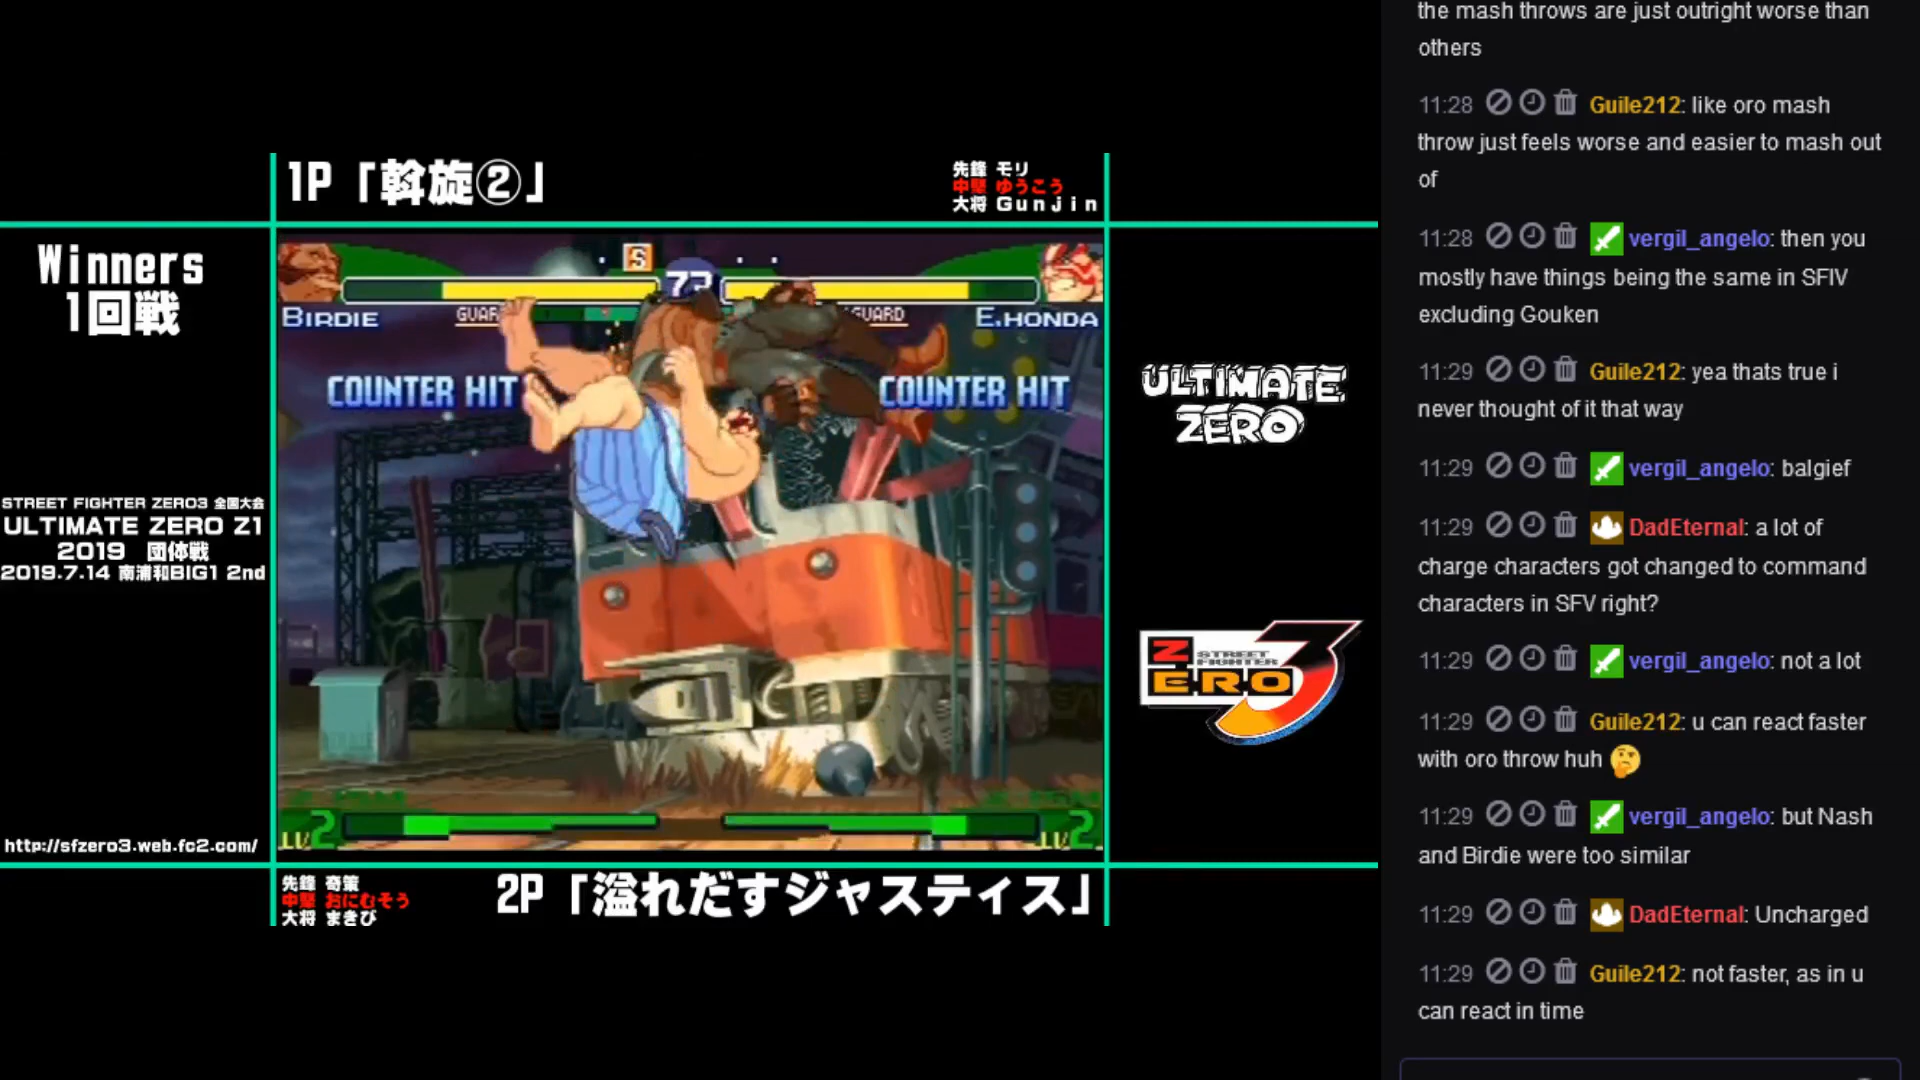 1P「斡旋②」
先鋒 モリ
中堅 ゆうこう
大将 Gunjin
Winners
1回戦
STREET FIGHTER ZERO3 全国大会
ULTIMATE ZERO Z1
2019 団体戦
2019.7.14 南浦和BIG1 2nd
http://sfzero3.web.fc2.com/
S
72
BIRDIE
GUARD
E.HONDA
COUNTER HIT
COUNTER HIT
LV2
LV2
ULTIMATE
ZERO
STREET
FIGHTER
ZERO 3
先鋒 奇策
中堅 おにむそう
大将 まきび
2P「溢れだすジャスティス」
the mash throws are just outright worse than
others
11:28 Guile212: like oro mash
throw just feels worse and easier to mash out
of
11:28 vergil_angelo: then you
mostly have things being the same in SFIV
excluding Gouken
11:29 Guile212: yea thats true i
never thought of it that way
11:29 vergil_angelo: balgief
11:29 DadEternal: a lot of
charge characters got changed to command
characters in SFV right?
11:29 vergil_angelo: not a lot
11:29 Guile212: u can react faster
with oro throw huh 🤔
11:29 vergil_angelo: but Nash
and Birdie were too similar
11:29 DadEternal: Uncharged
11:29 Guile212: not faster, as in u
can react in time